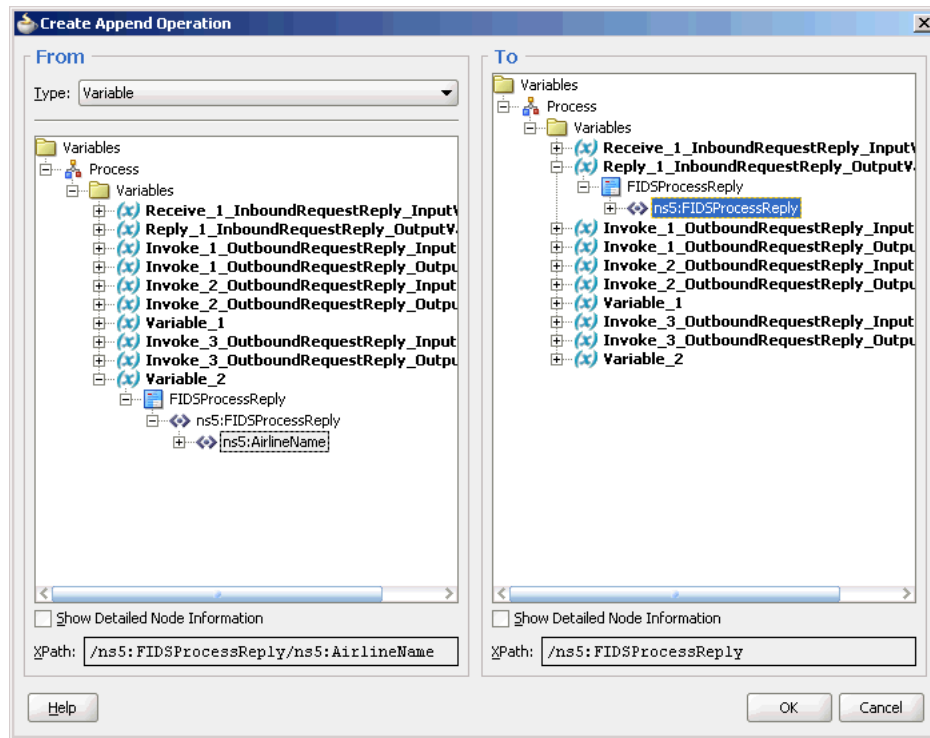 Create Append Operation
From
Type: Variable
Variables
Process
Variables
(x) Receive_1_InboundRequestReply_InputV
(x) Reply_1_InboundRequestReply_OutputV
(x) Invoke_1_OutboundRequestReply_Input
(x) Invoke_1_OutboundRequestReply_Outpu
(x) Invoke_2_OutboundRequestReply_Input
(x) Invoke_2_OutboundRequestReply_Outpu
(x) Variable_1
(x) Invoke_3_OutboundRequestReply_Input
(x) Invoke_3_OutboundRequestReply_Outpu
(x) Variable_2
FIDSProcessReply
ns5:FIDSProcessReply
ns5:AirlineName
Show Detailed Node Information
XPath: /ns5:FIDSProcessReply/ns5:AirlineName
To
Variables
Process
Variables
(x) Receive_1_InboundRequestReply_InputV
(x) Reply_1_InboundRequestReply_OutputV
FIDSProcessReply
ns5:FIDSProcessReply
(x) Invoke_1_OutboundRequestReply_Input
(x) Invoke_1_OutboundRequestReply_Outpu
(x) Invoke_2_OutboundRequestReply_Input
(x) Invoke_2_OutboundRequestReply_Outpu
(x) Variable_1
(x) Invoke_3_OutboundRequestReply_Input
(x) Invoke_3_OutboundRequestReply_Outpu
(x) Variable_2
Show Detailed Node Information
XPath: /ns5:FIDSProcessReply
Help
OK
Cancel